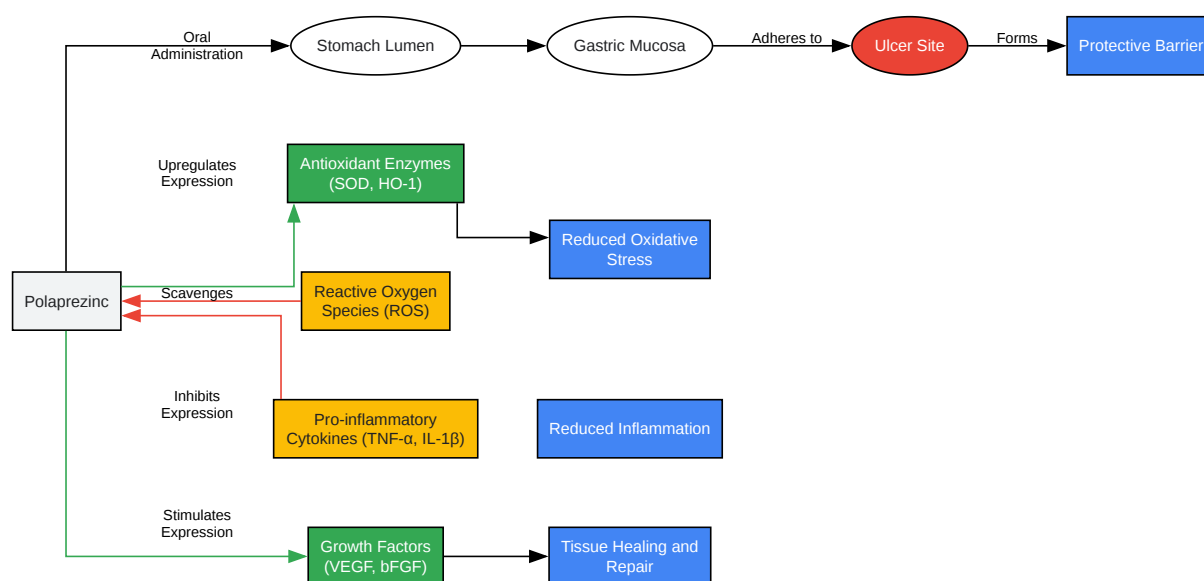 Oral
Administration
Stomach Lumen
Gastric Mucosa
Adheres to
Ulcer Site
Forms
Protective Barrier
Upregulates
Expression
Antioxidant Enzymes
(SOD, HO-1)
Reduced Oxidative
Stress
Polaprezinc
Scavenges
Reactive Oxygen
Species (ROS)
Inhibits
Expression
Pro-inflammatory
Cytokines (TNF-α, IL-1β)
Reduced Inflammation
Stimulates
Expression
Growth Factors
(VEGF, bFGF)
Tissue Healing and
Repair